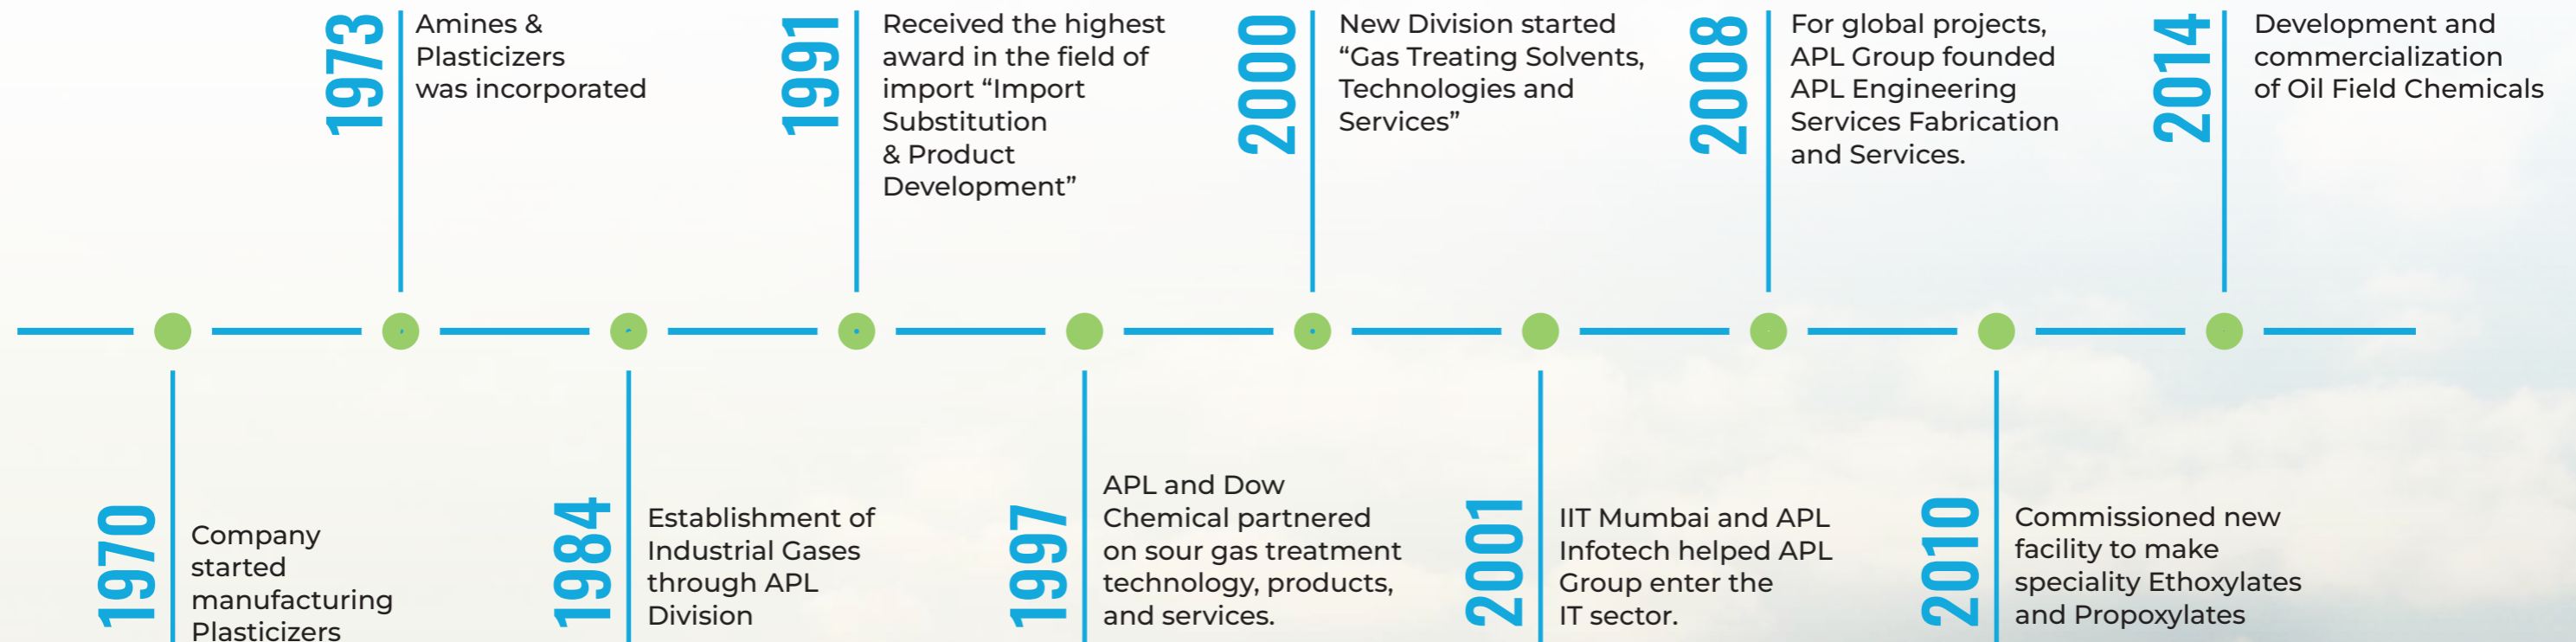 1973
Amines &
Plasticizers
was incorporated
1991
Received the highest
award in the field of
import “Import
Substitution
& Product
Development”
2000
New Division started
“Gas Treating Solvents,
Technologies and
Services”
2008
For global projects,
APL Group founded
APL Engineering
Services Fabrication
and Services.
2014
Development and
commercialization
of Oil Field Chemicals
1970
Company
started
manufacturing
Plasticizers
1984
Establishment of
Industrial Gases
through APL
Division
1997
APL and Dow
Chemical partnered
on sour gas treatment
technology, products,
and services.
2001
IIT Mumbai and APL
Infotech helped APL
Group enter the
IT sector.
2010
Commissioned new
facility to make
speciality Ethoxylates
and Propoxylates